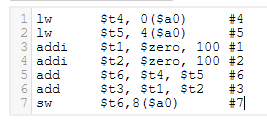 1 lw $t4, 0($a0) #4
2 lw $t5, 4($a0) #5
3 addi $t1, $zero, 100 #1
4 addi $t2, $zero, 100 #2
5 add $t6, $t4, $t5 #6
6 add $t3, $t1, $t2 #3
7 sw $t6,8($a0) #7